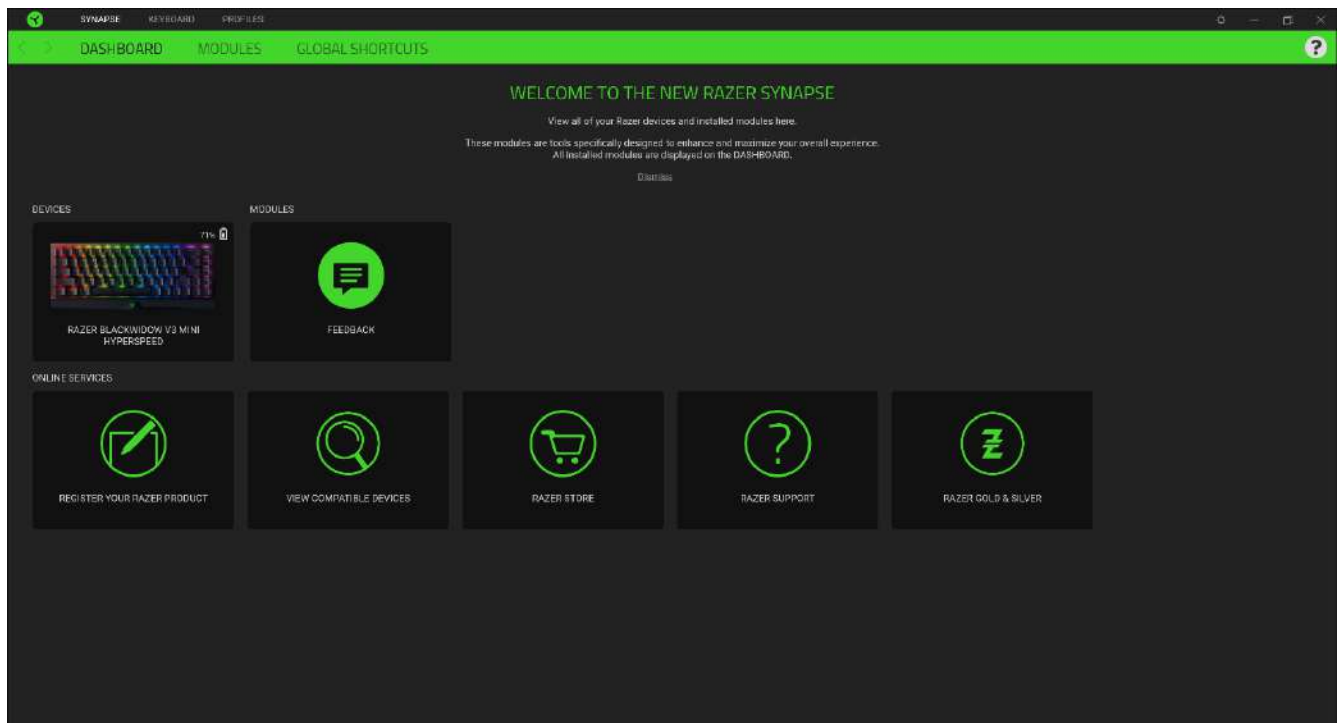 SYNAPSE KEYBOARD PROFILES
DASHBOARD MODULES GLOBAL SHORTCUTS
?
WELCOME TO THE NEW RAZER SYNAPSE
View all of your Razer devices and installed modules here.
These modules are tools specifically designed to enhance and maximize your overall experience.
All installed modules are displayed on the DASHBOARD.
Dismiss
DEVICES MODULES
71%
RAZER BLACKWIDOW V3 MINI
HYPERSPEED
FEEDBACK
ONLINE SERVICES
REGISTER YOUR RAZER PRODUCT
VIEW COMPATIBLE DEVICES
RAZER STORE
RAZER SUPPORT
RAZER GOLD & SILVER